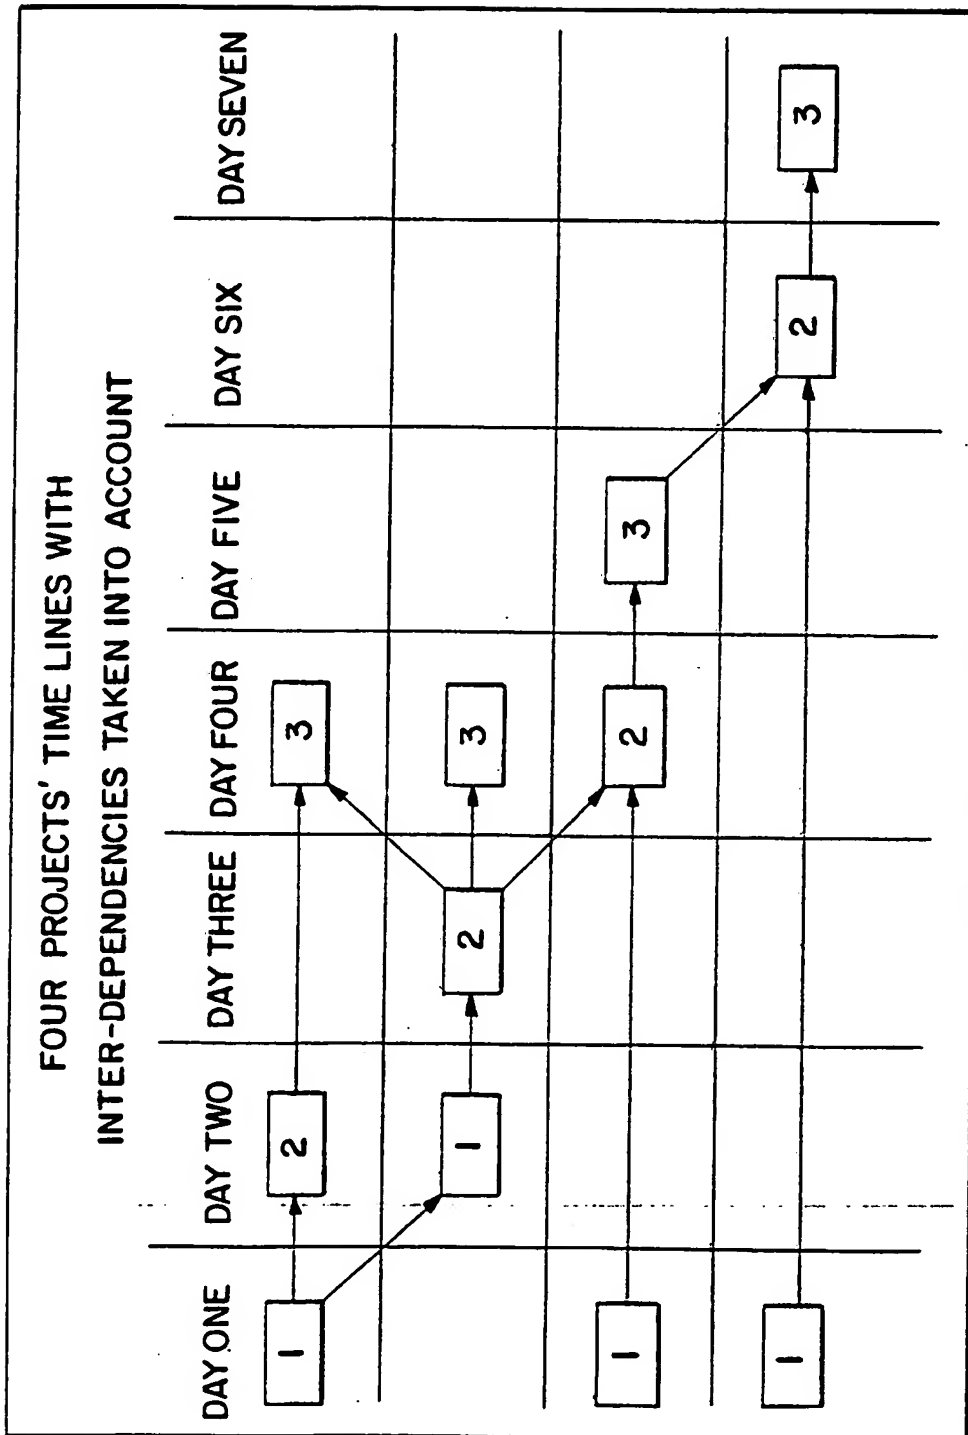 FOUR PROJECTS' TIME LINES WITH
INTER-DEPENDENCIES TAKEN INTO ACCOUNT
DAY ONE DAY TWO DAY THREE DAY FOUR DAY FIVE DAY SIX DAY SEVEN
1 2 3
1 2 3
1 2 3
1 2 3